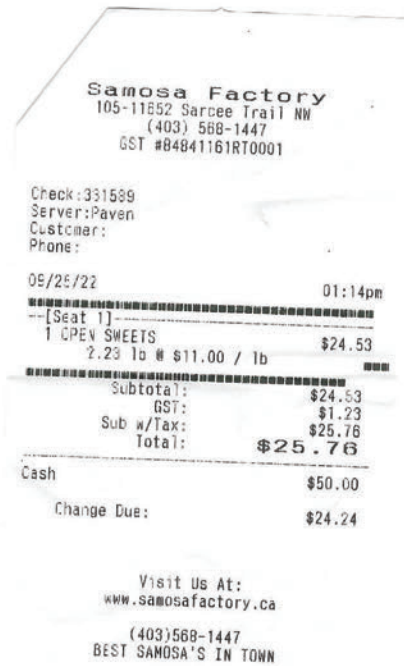 Samosa Factory
105-11652 Sarcee Trail NW
(403) 568-1447
GST #84841161RT0001
Check:331589
Server:Paven
Customer:
Phone:
09/25/22 01:14pm
--[Seat 1]--
1 OPEN SWEETS $24.53
2.23 lb @ $11.00 / lb
Subtotal: $24.53
GST: $1.23
Sub w/Tax: $25.76
Total: $25.76
Cash $50.00
Change Due: $24.24
Visit Us At:
www.samosafactory.ca
(403)568-1447
BEST SAMOSA'S IN TOWN